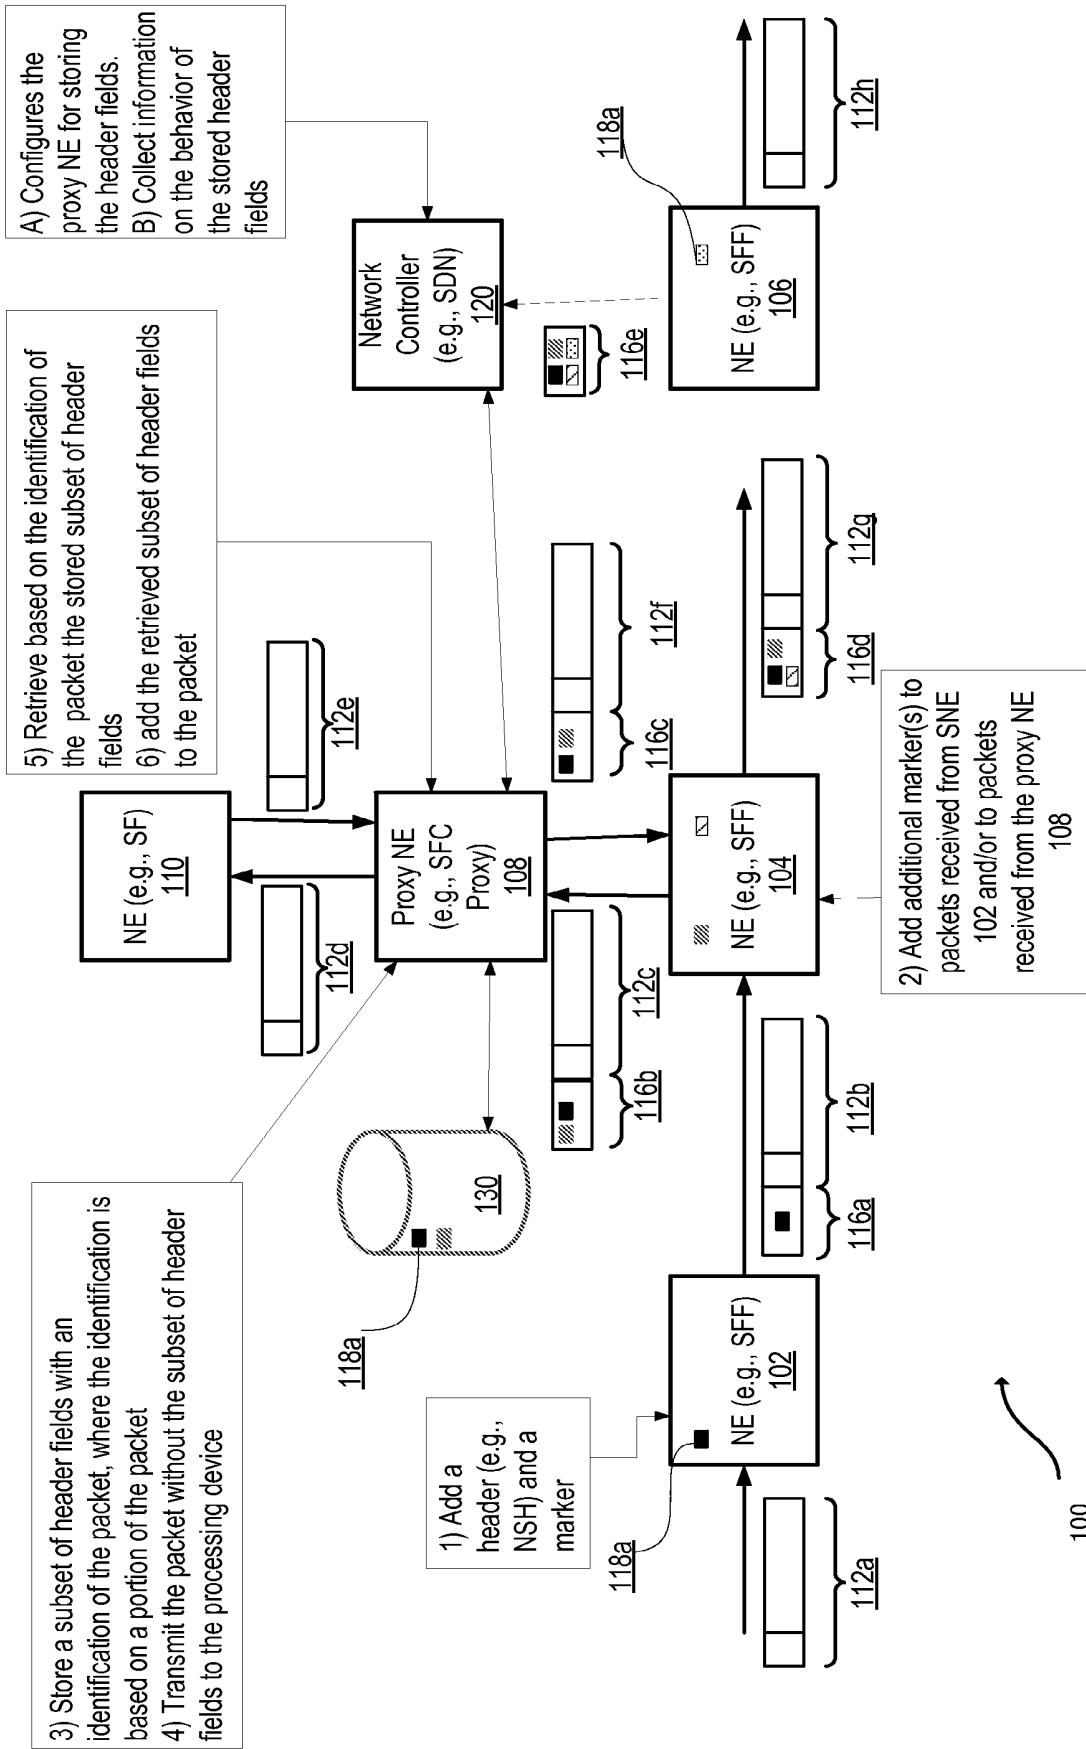 3) Store a subset of header fields with an
identification of the packet, where the identification is
based on a portion of the packet
4) Transmit the packet without the subset of header
fields to the processing device
5) Retrieve based on the identification of
the packet the stored subset of header
fields
6) add the retrieved subset of header fields
to the packet
A) Configures the
proxy NE for storing
the header fields.
B) Collect information
on the behavior of
the stored header
fields
NE (e.g., SF)
110
112d
112e
118a
130
Proxy NE
(e.g., SFC
Proxy)
108
Network
Controller
(e.g., SDN)
120
1) Add a
header (e.g.,
NSH) and a
marker
116b
112c
116c
112f
116e
118a
118a
NE (e.g., SFF)
102
NE (e.g., SFF)
104
NE (e.g., SFF)
106
112a
116a
112b
116d
112g
112h
2) Add additional marker(s) to
packets received from SNE
102 and/or to packets
received from the proxy NE
108
100